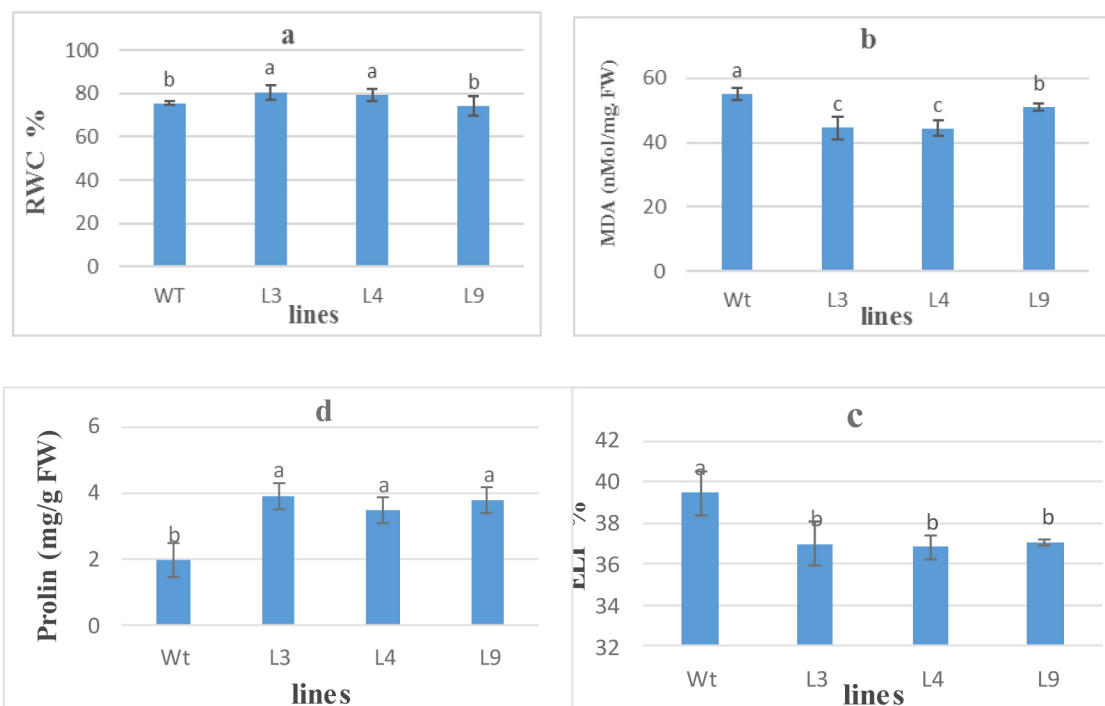 a
RWC %
100
80
60
40
20
0
b
a
a
b
WT
L3
L4
L9
lines
b
MDA (nMol/mg FW)
60
40
20
0
a
c
c
b
Wt
L3
L4
L9
lines
d
Prolin (mg/g FW)
6
4
2
0
b
a
a
a
Wt
L3
L4
L9
lines
c
%
42
40
38
36
34
32
a
b
b
b
Wt
L3
L4
L9
lines